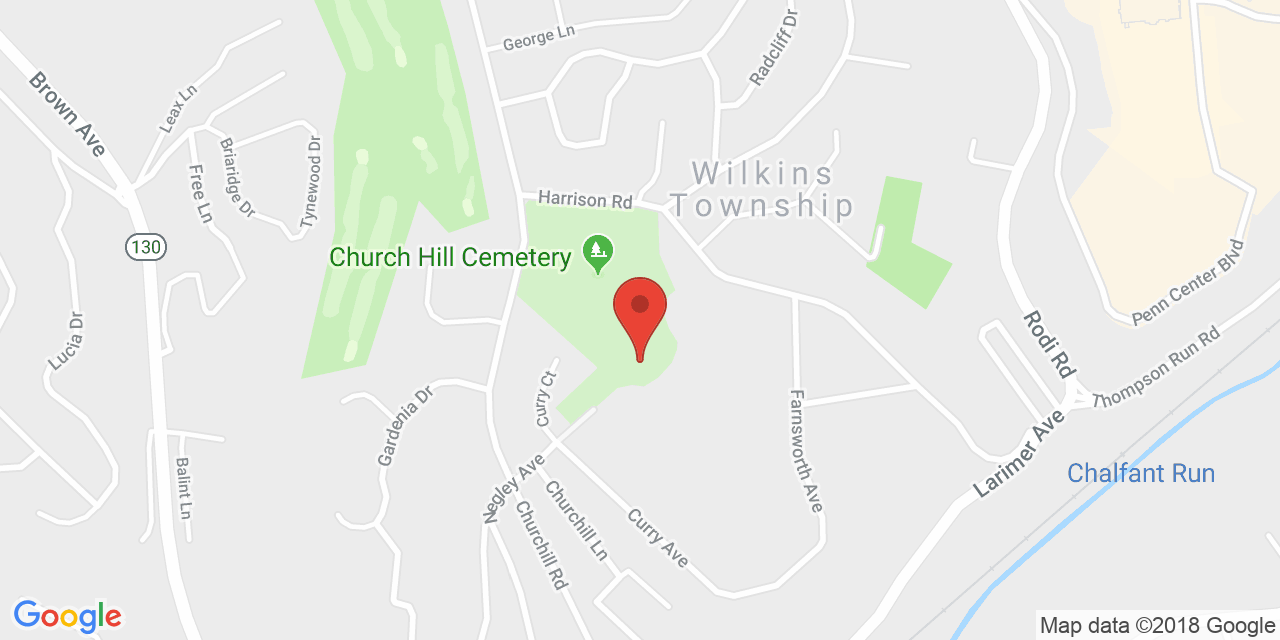 George Ln
Radcliff Dr
Brown Ave
Leax Ln
Briaridge Dr
Tynewood Dr
Free Ln
Wilkins
Township
Harrison Rd
130
Church Hill Cemetery
Penn Center Blvd
Lucia Dr
Rodi Rd
Thompson Run Rd
Curry Ct
Gardenia Dr
Farnsworth Ave
Larimer Ave
Balint Ln
Negley Ave
Chalfant Run
Churchill Rd
Churchill Ln
Curry Ave
Google
Map data ©2018 Google